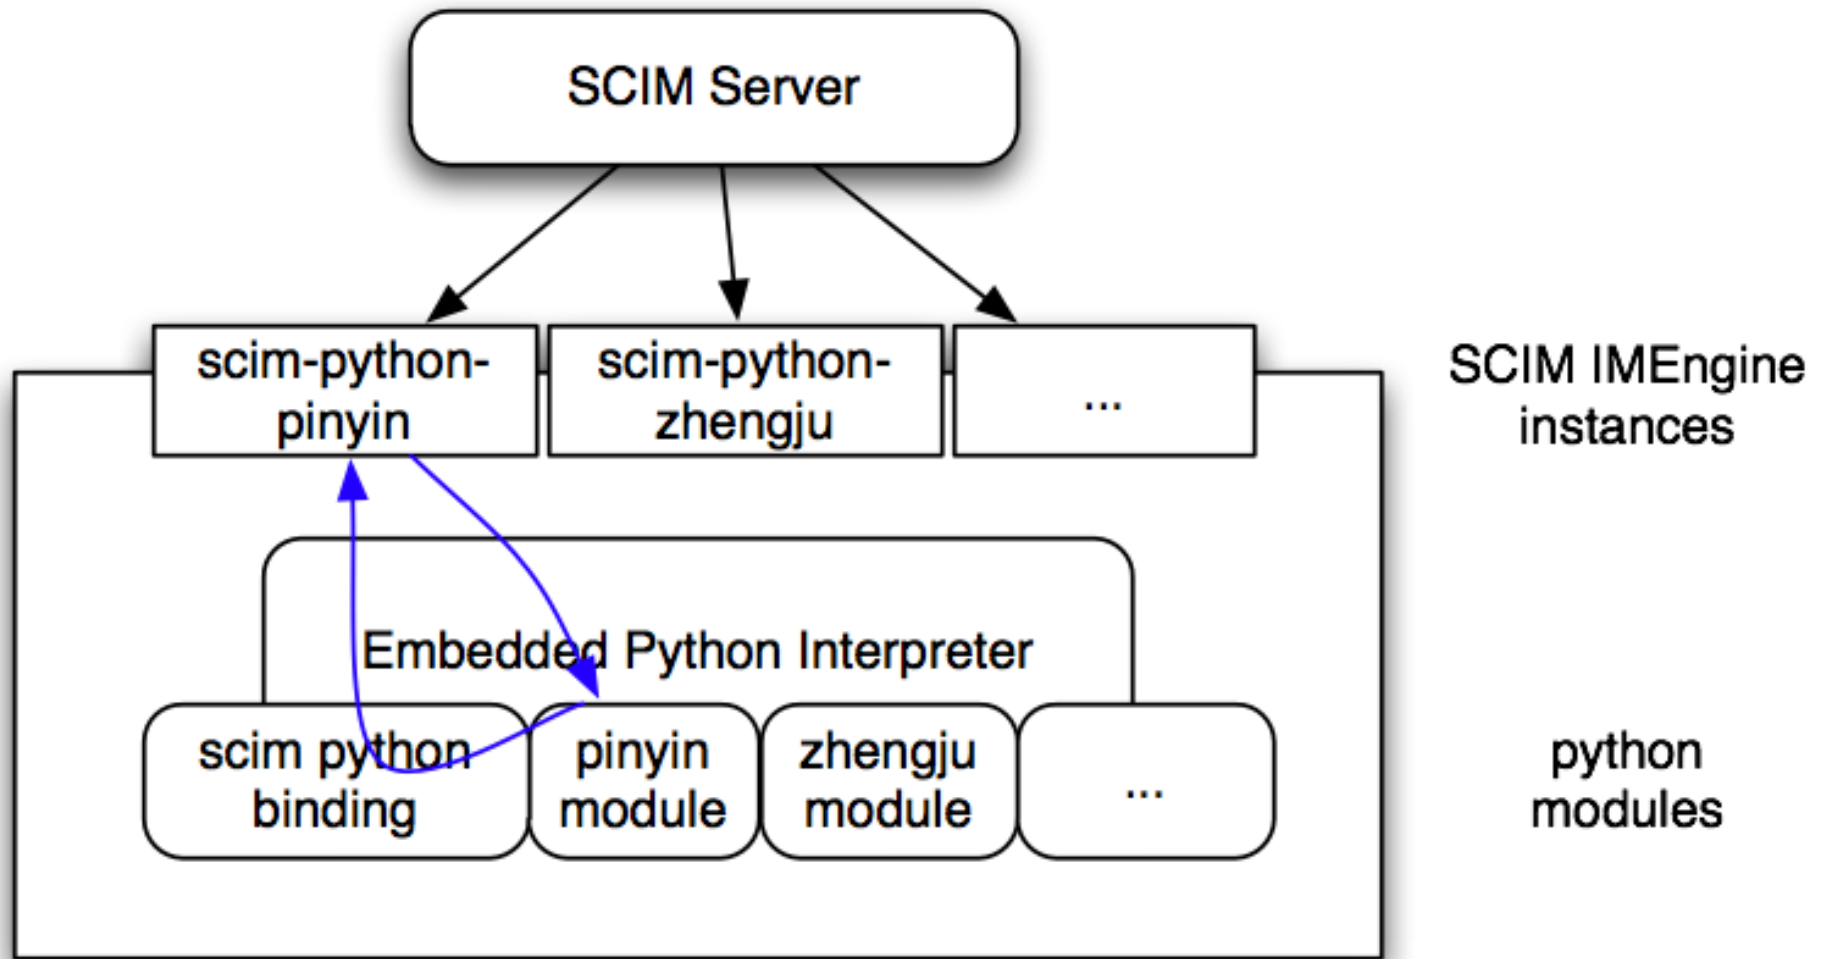 SCIM Server
scim-python-
pinyin
scim-python-
zhengju
...
SCIM IMEngine
instances
Embedded Python Interpreter
scim python
binding
pinyin
module
zhengju
module
...
python
modules